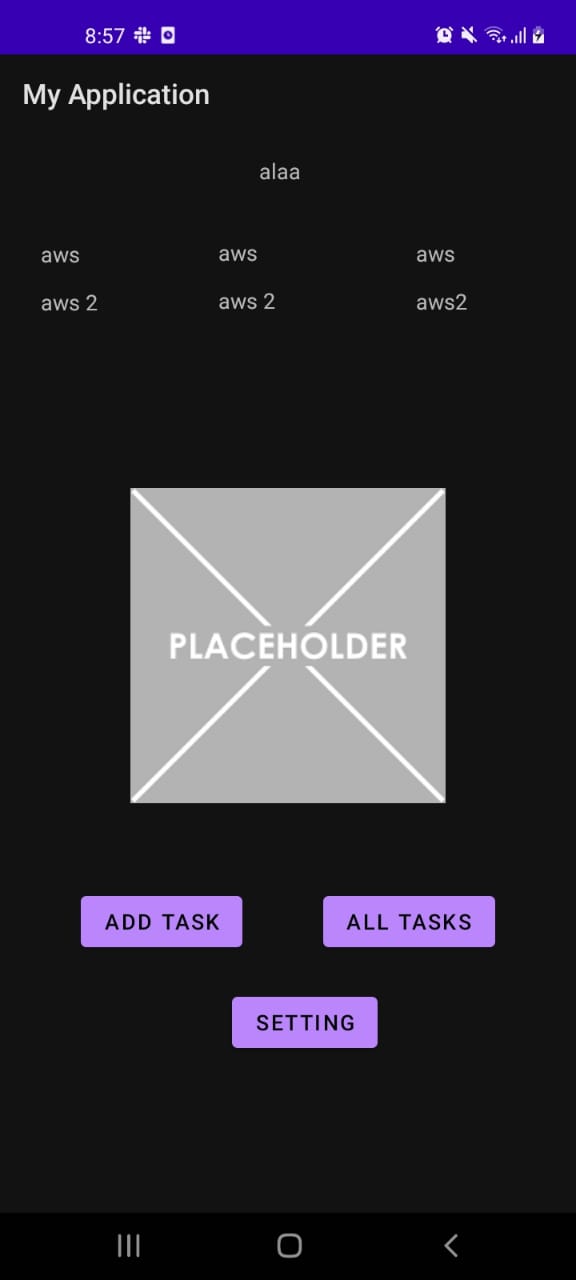 8:57
My Application
alaa
aws aws aws
aws 2 aws 2 aws2
PLACEHOLDER
ADD TASK ALL TASKS
SETTING